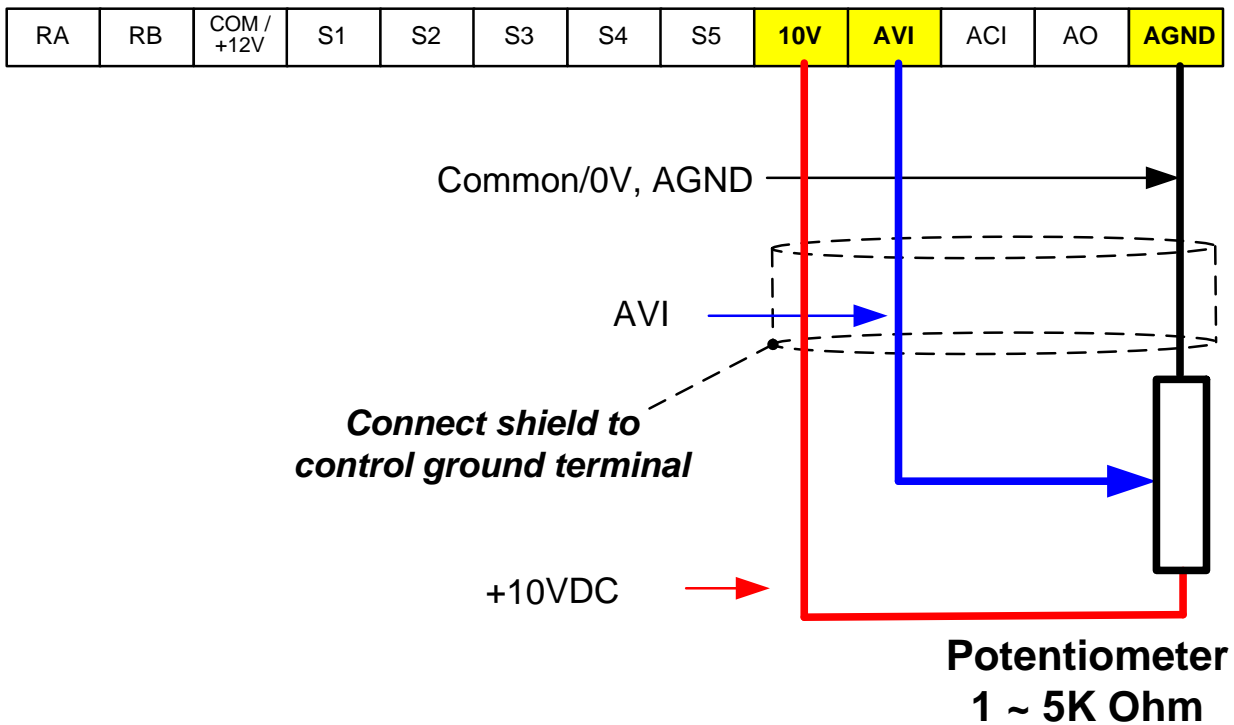 RA RB COM / +12V S1 S2 S3 S4 S5 10V AVI ACI AO AGND
Common/0V, AGND
AVI
Connect shield to
control ground terminal
+10VDC
Potentiometer
1 ~ 5K Ohm